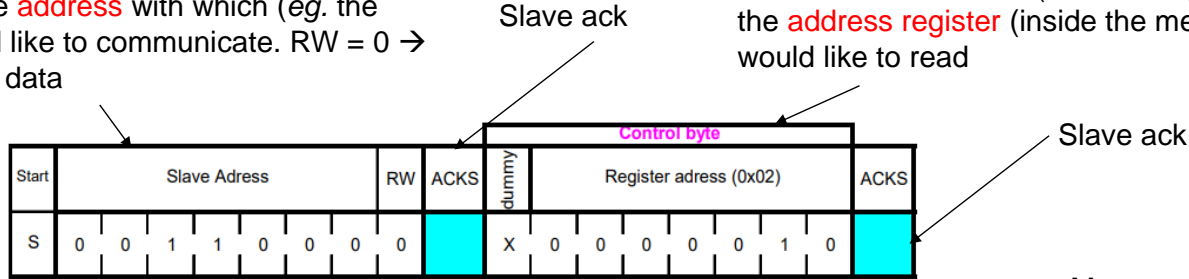 e address with which (eg. the
l like to communicate. RW = 0 →
data
Slave ack
the address register (inside the me
would like to read
Slave ack
Control byte
Start Slave Adress RW ACKS dummy Register adress (0x02) ACKS
S 0 0 1 1 0 0 0 0 X 0 0 0 0 0 1 0